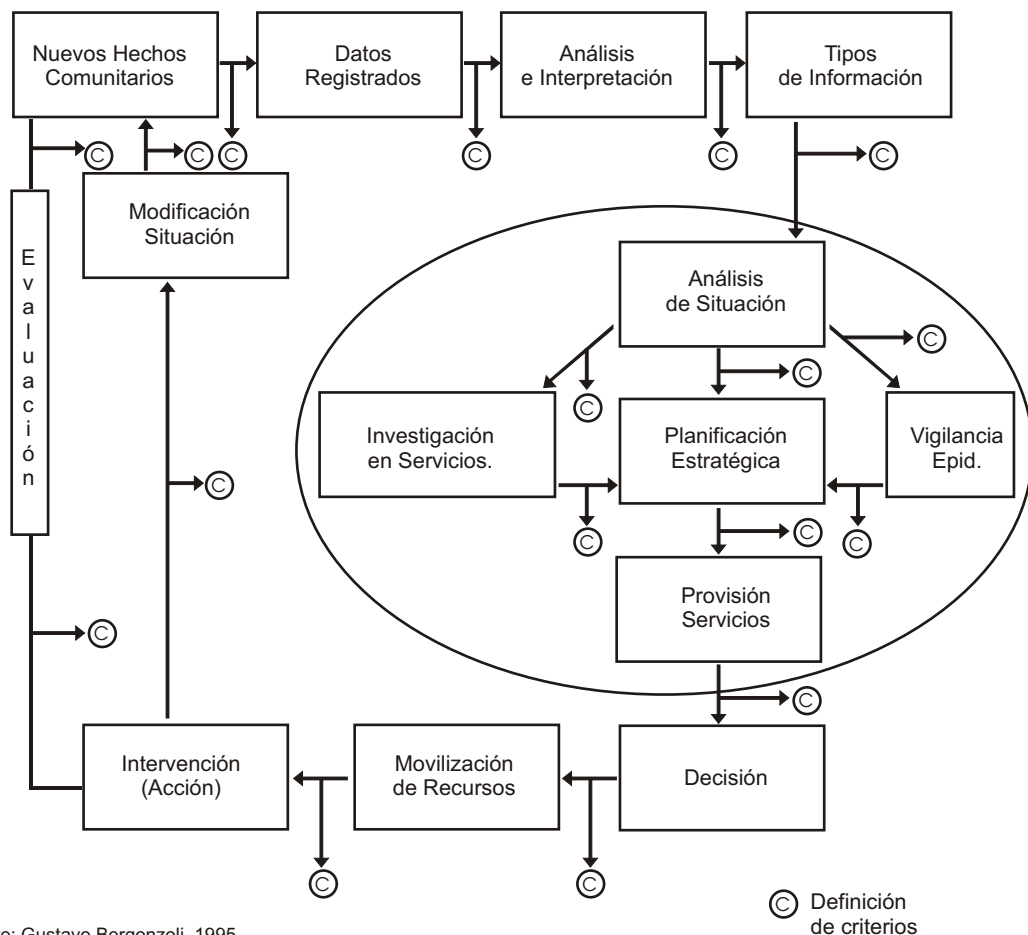 Nuevos Hechos
Comunitarios
Datos
Registrados
Análisis
e Interpretación
Tipos
de Información
C
C
C
C
C
C
Modificación
Situación
Evaluación
Análisis
de Situación
C
C
C
Investigación
en Servicios.
Planificación
Estratégica
Vigilancia
Epid.
C
C
C
C
Provisión
Servicios
C
C
Intervención
(Acción)
Movilización
de Recursos
Decisión
C
C
C Definición
de criterios
Gustavo Bergonzoli, 1995